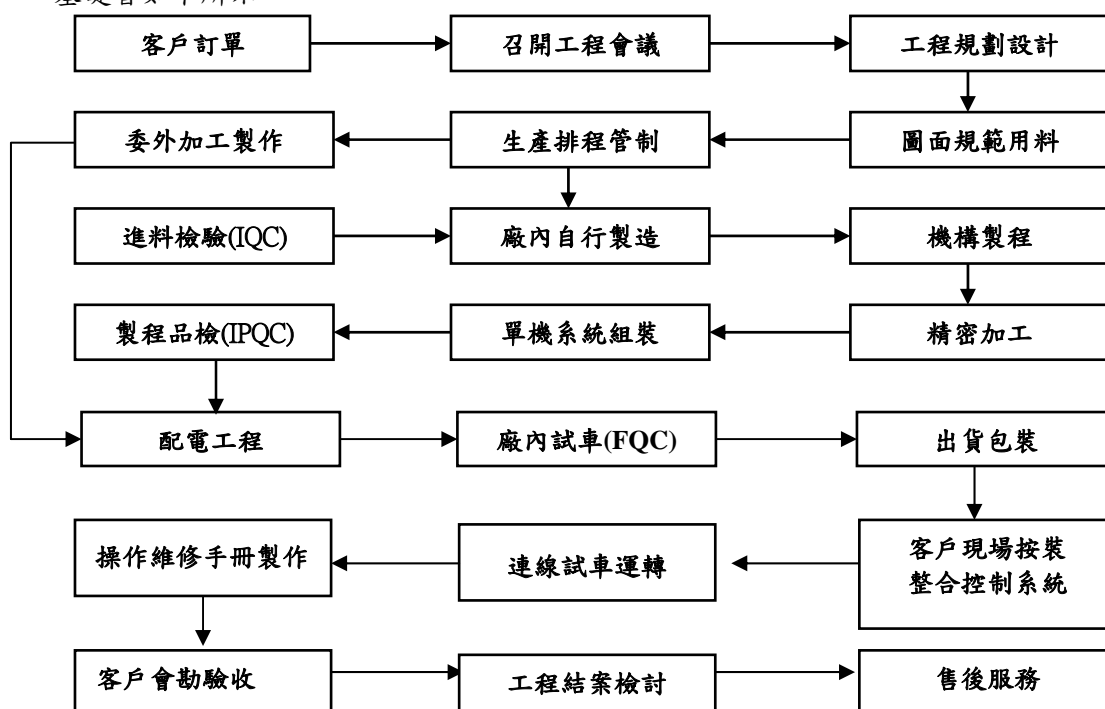 客戶訂單
召開工程會議
工程規劃設計
委外加工製作
生產排程管制
圖面規範用料
進料檢驗(IQC)
廠內自行製造
機構製程
製程品檢(IPQC)
單機系統組裝
精密加工
配電工程
廠內試車(FQC)
出貨包裝
操作維修手冊製作
連線試車運轉
客戶現場按裝
整合控制系統
客戶會勘驗收
工程結案檢討
售後服務